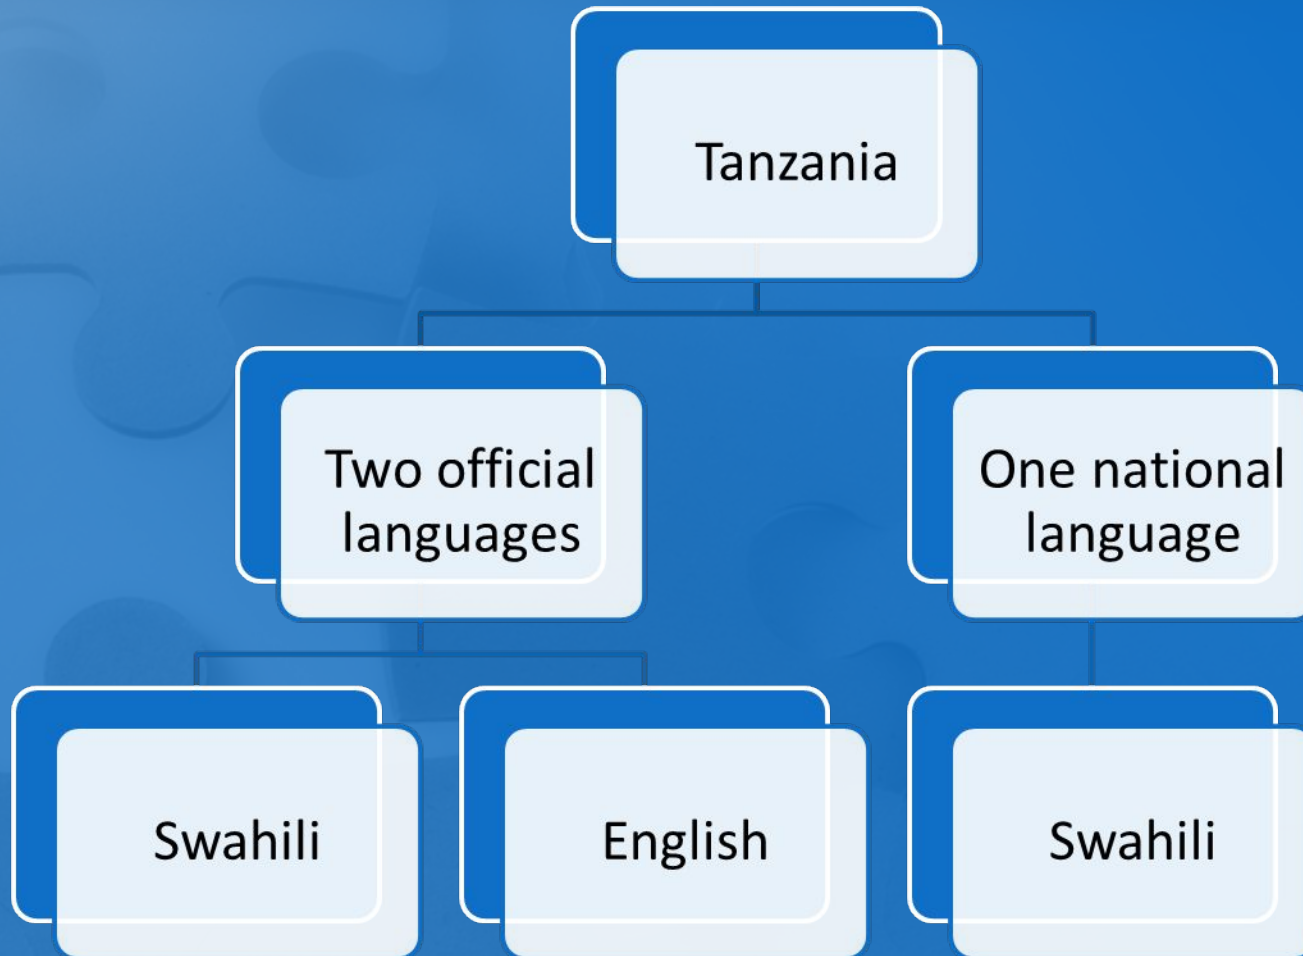 Tanzania
Two official
languages
One national
language
Swahili
English
Swahili